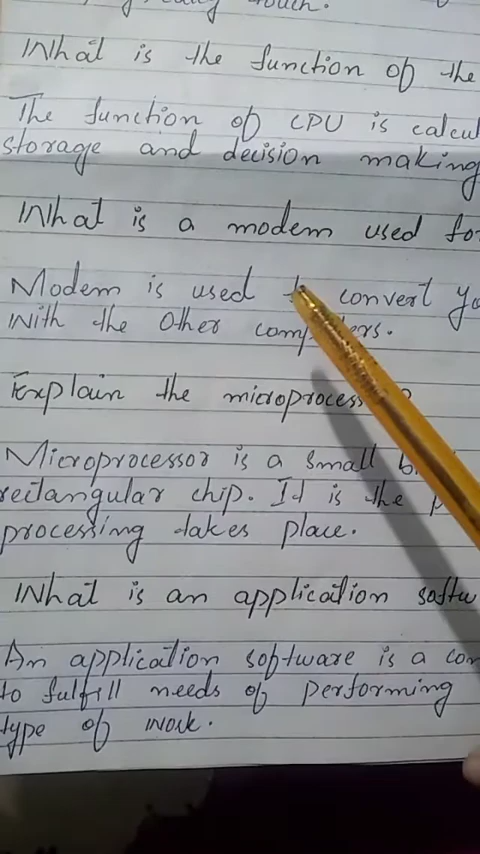 touch.
What is the function of the
The function of CPU is calcul
storage and decision making
What is a modem used fo
Modem is used convert yo
with the other computers.
Explain the microprocess ?
Microprocessor is a small b
rectangular chip. It is the p
processing takes place.
What is an application softw
An application software is a com
to fulfill needs of performing
type of work.